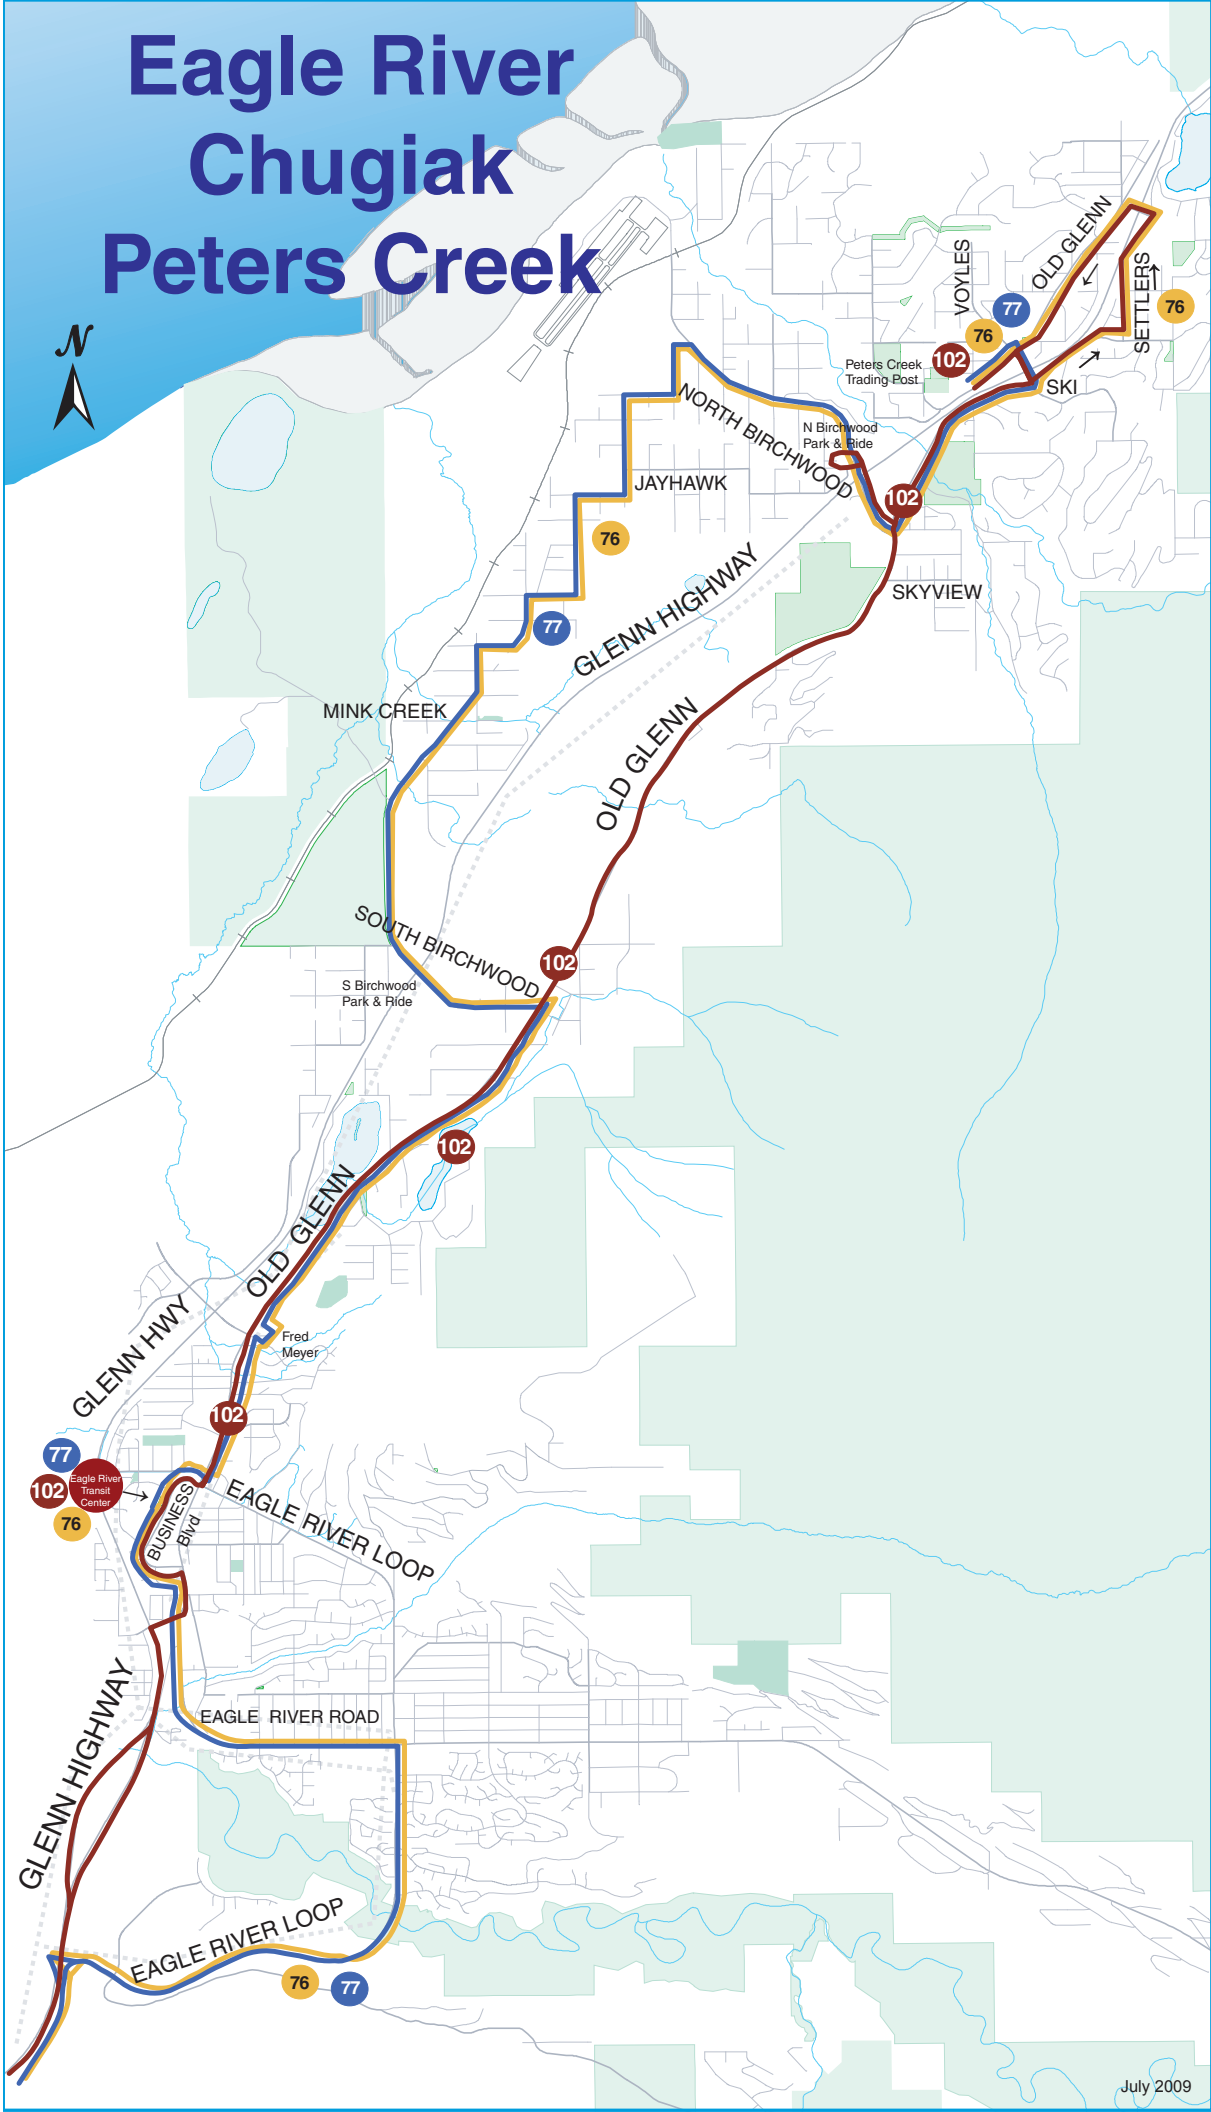 Eagle River
Chugiak
Peters Creek
N
OLD GLENN
VOYLES
SETTLERS
77
76
76
102
Peters Creek
Trading Post
SKI
NORTH BIRCHWOOD
N Birchwood
Park & Ride
JAYHAWK
102
76
GLENN HIGHWAY
SKYVIEW
77
MINK CREEK
OLD GLENN
SOUTH BIRCHWOOD
102
S Birchwood
Park & Ride
102
OLD GLENN
GLENN HWY
Fred
Meyer
102
77
102
Eagle River
Transit
Center
76
BUSINESS
Blvd
EAGLE RIVER LOOP
GLENN HIGHWAY
EAGLE RIVER ROAD
EAGLE RIVER LOOP
76
77
July 2009